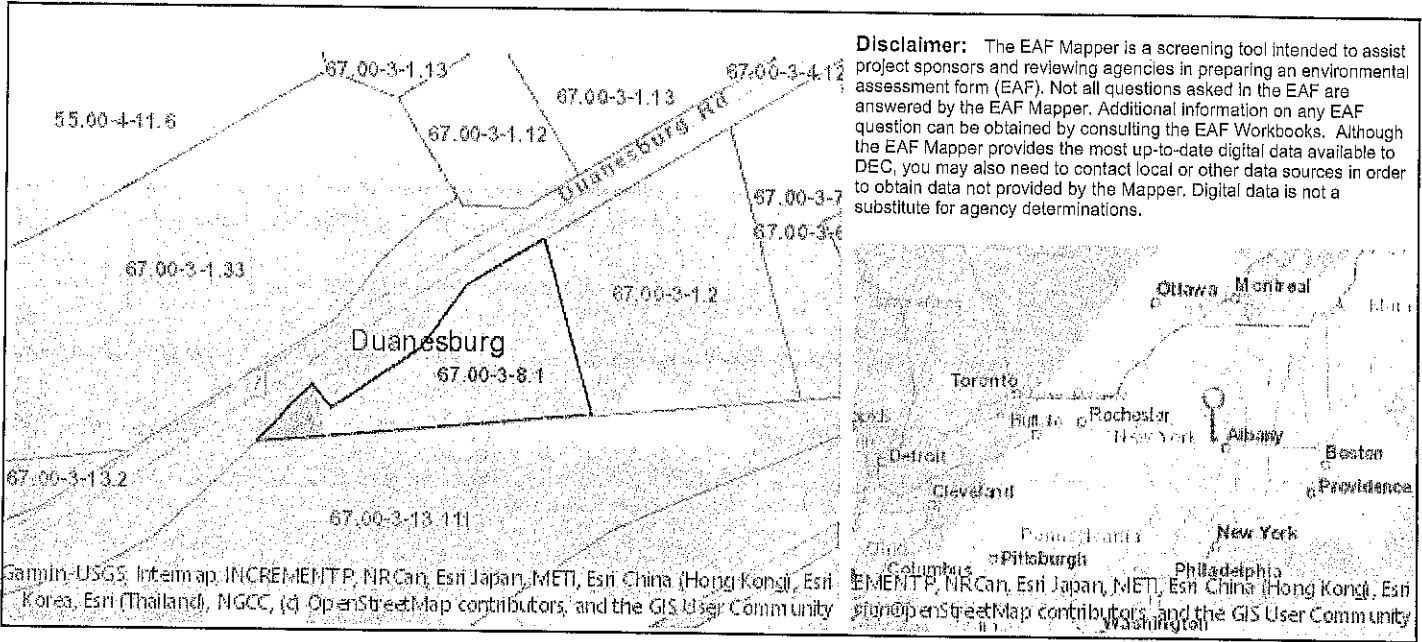 67.00-3-1.13
67.00-3-4.12
55.00-4-11.6
67.00-3-1.13
67.00-3-1.12
Duanesburg Rd
67.00-3-7
67.00-3-6
67.00-3-1.33
67.00-3-1.2
Duanesburg
67.00-3-8.1
67.00-3-13.2
67.00-3-13.111
Garmin, USGS, Intermap, INCREMENT P, NRCan, Esri Japan, METI, Esri China (Hong Kong), Esri
Korea, Esri (Thailand), NGCC, (c) OpenStreetMap contributors, and the GIS User Community
Disclaimer: The EAF Mapper is a screening tool intended to assist
project sponsors and reviewing agencies in preparing an environmental
assessment form (EAF). Not all questions asked in the EAF are
answered by the EAF Mapper. Additional information on any EAF
question can be obtained by consulting the EAF Workbooks. Although
the EAF Mapper provides the most up-to-date digital data available to
DEC, you may also need to contact local or other data sources in order
to obtain data not provided by the Mapper. Digital data is not a
substitute for agency determinations.
Ottawa
Montreal
Toronto
Rochester
New York
Albany
Detroit
Boston
Cleveland
Providence
New York
Pittsburgh
Philadelphia
Columbus
EMENT P, NRCan, Esri Japan, METI, Esri China (Hong Kong), Esri
OpenStreetMap contributors, and the GIS User Community
Washington